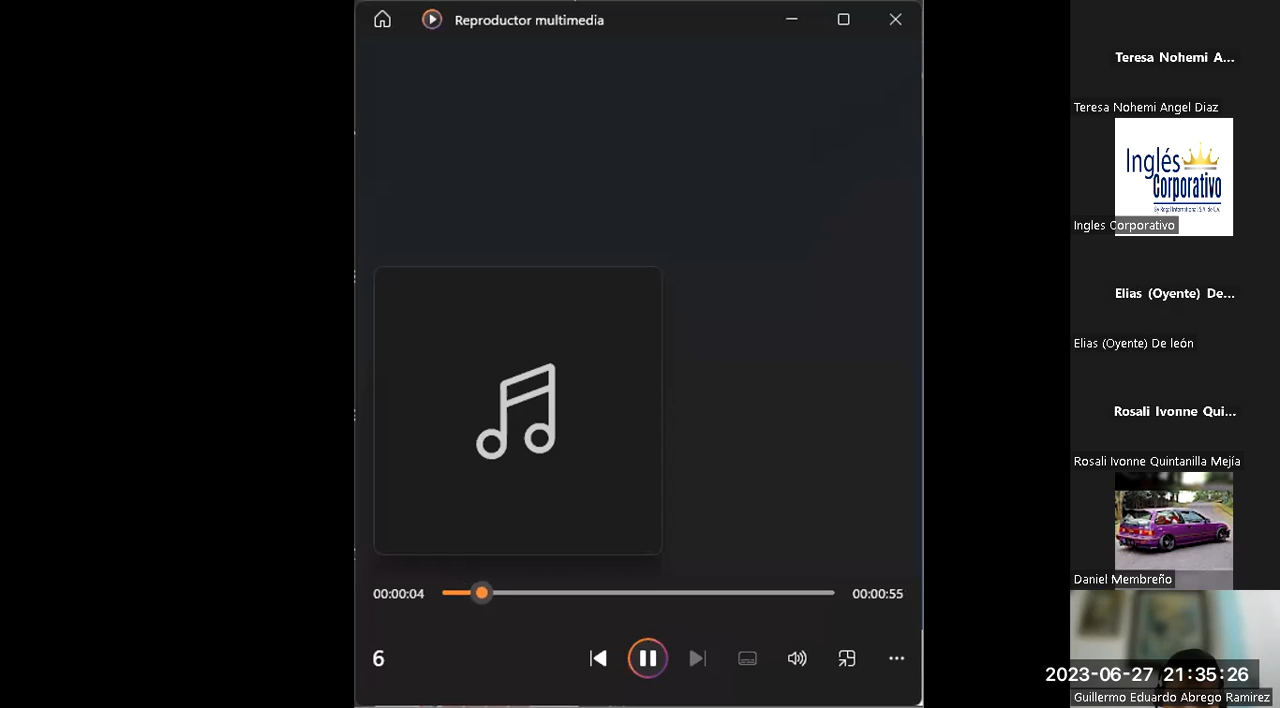 Reproductor multimedia
00:00:04
00:00:55
6
Teresa Nohemi A...
Teresa Nohemi Angel Diaz
Inglés
Corporativo
Ingles Corporativo
Elias (Oyente) De...
Elias (Oyente) De león
Rosali Ivonne Qui...
Rosali Ivonne Quintanilla Mejía
Daniel Membreño
2023-06-27 21:35:26
Guillermo Eduardo Abrego Ramirez